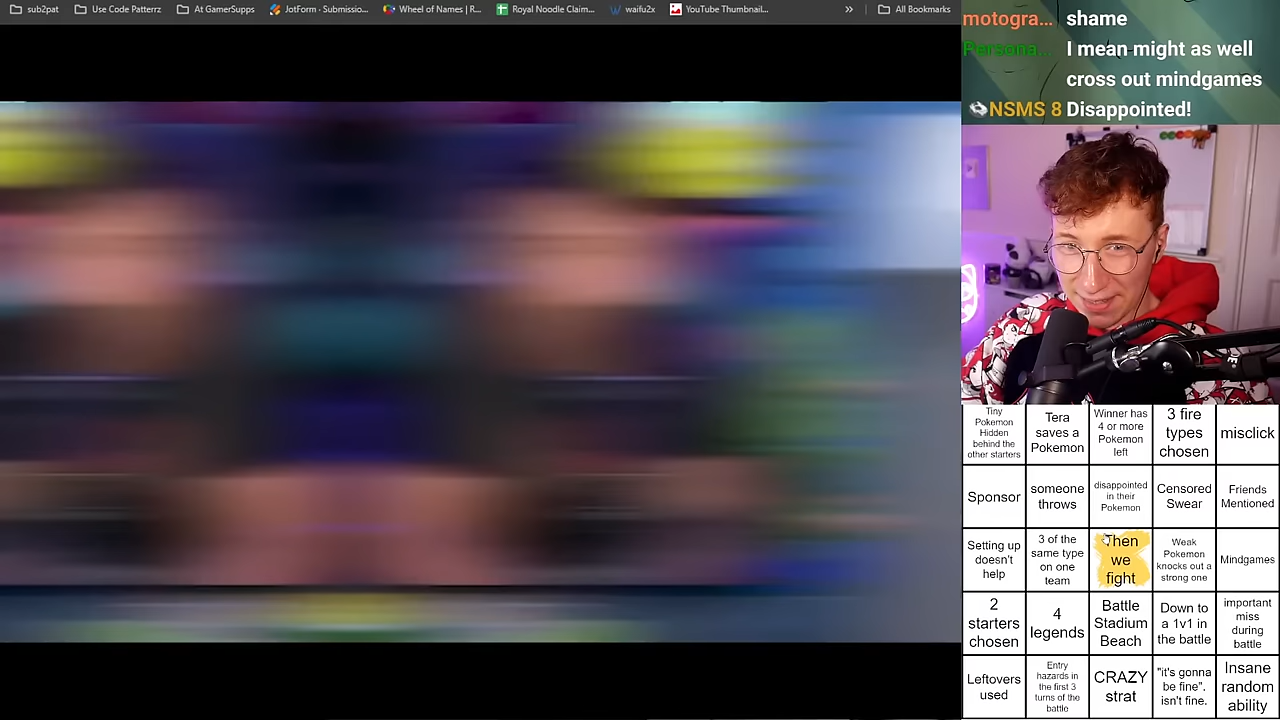 sub2pat
Use Code Patterrz
At GamerSupps
JotForm · Submissio...
Wheel of Names | R...
Royal Noodle Claim...
waifu2x
YouTube Thumbnail...
»
All Bookmarks
motogra... shame
Persona... I mean might as well
cross out mindgames
NSMS 8 Disappointed!
Tiny
Pokemon
Hidden
behind the
other starters
Tera
saves a
Pokemon
Winner has
4 or more
Pokemon
left
3 fire
types
chosen
misclick
Sponsor
someone
throws
disappointed
in their
Pokemon
Censored
Swear
Friends
Mentioned
Setting up
doesn't
help
3 of the
same type
on one
team
Then
we
fight
Weak
Pokemon
knocks out a
strong one
Mindgames
2
starters
chosen
4
legends
Battle
Stadium
Beach
Down to
a 1v1 in
the battle
important
miss
during
battle
Leftovers
used
Entry
hazards in
the first 3
turns of the
battle
CRAZY
strat
"it's gonna
be fine".
isn't fine.
Insane
random
ability